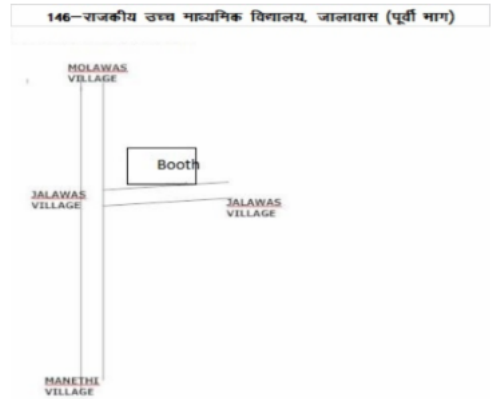 146–राजकीय उच्च माध्यमिक विद्यालय, जालावास (पूर्वी भाग)
MOLAWAS
VILLAGE
Booth
JALAWAS
VILLAGE
JALAWAS
VILLAGE
MANETHI
VILLAGE